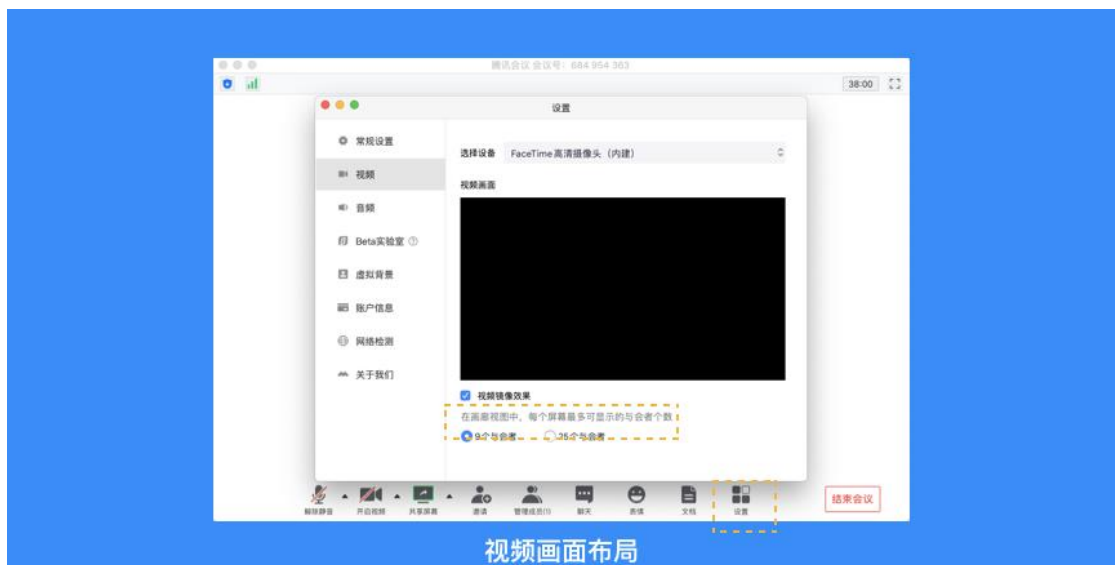 腾讯会议 会议号：684 954 363
38:00
设置
常规设置
视频
音频
Beta实验室
虚拟背景
账户信息
网络检测
关于我们
选择设备 FaceTime高清摄像头（内建）
视频画面
视频镜像效果
在画廊视图中，每个屏幕最多可显示的与会者个数
9个与会者 25个与会者
解除静音 开启视频 共享屏幕 邀请 管理成员(1) 聊天 表情 文档 设置 结束会议
视频画面布局